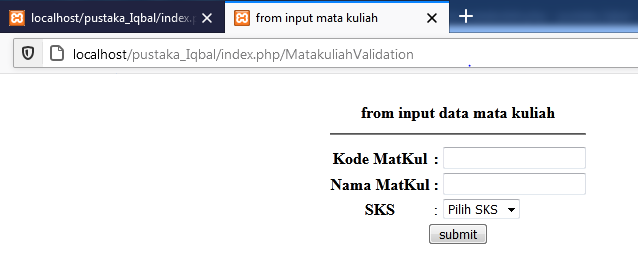 localhost/pustaka_Iqbal/index.p
from input mata kuliah
localhost/pustaka_Iqbal/index.php/MatakuliahValidation
from input data mata kuliah
Kode MatKul :
Nama MatKul :
SKS : Pilih SKS
submit